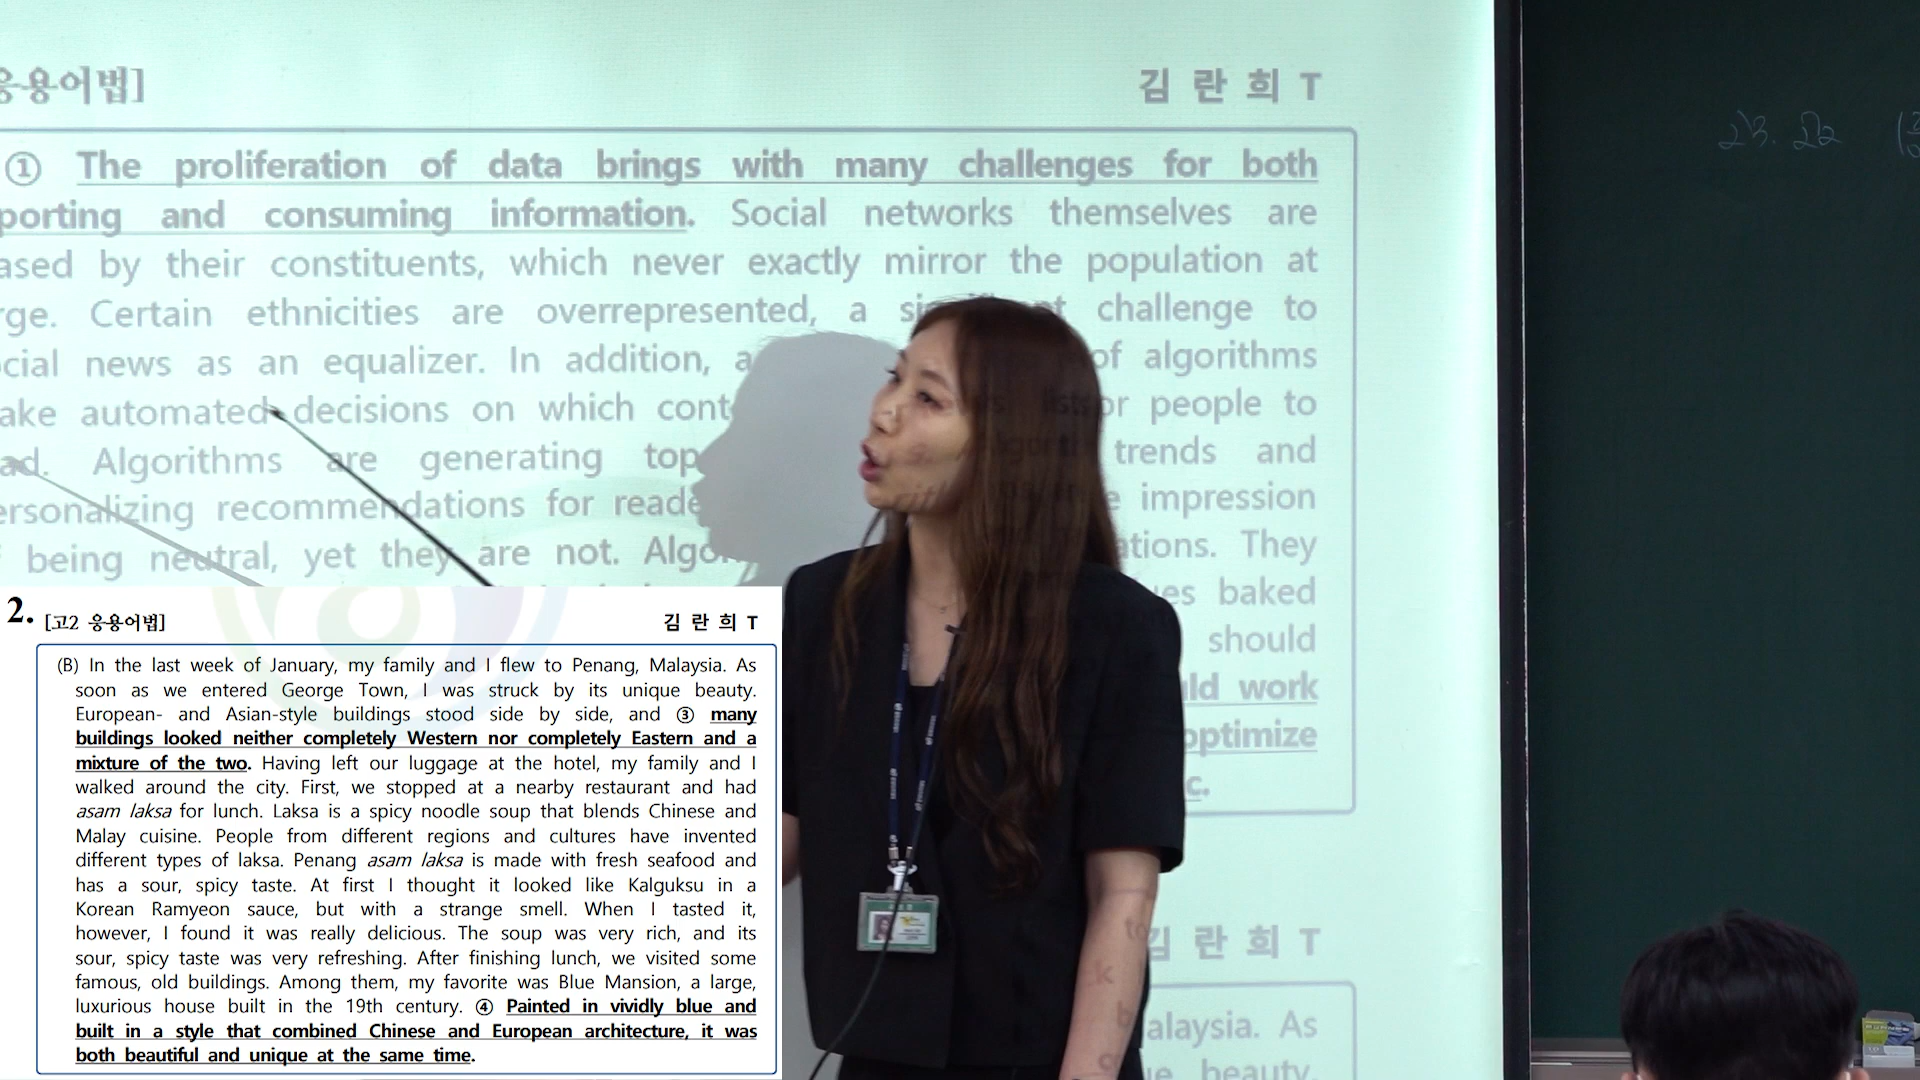 응용어법]
김 란 희 T
① The proliferation of data brings with many challenges for both
porting and consuming information. Social networks themselves are
ased by their constituents, which never exactly mirror the population at
rge. Certain ethnicities are overrepresented, a challenge to
cial news as an equalizer. In addition, of algorithms
ake automated decisions on which people to
ad. Algorithms are generating top trends and
ersonalizing recommendations for reade impression
being neutral, yet they are not. Algo ations. They
es baked
should
ld work
optimize
c.
김 란 희 T
alaysia. As
beauty.
2. [고2 응용어법]
김 란 희 T
(B) In the last week of January, my family and I flew to Penang, Malaysia. As
soon as we entered George Town, I was struck by its unique beauty.
European- and Asian-style buildings stood side by side, and ③ many
buildings looked neither completely Western nor completely Eastern and a
mixture of the two. Having left our luggage at the hotel, my family and I
walked around the city. First, we stopped at a nearby restaurant and had
asam laksa for lunch. Laksa is a spicy noodle soup that blends Chinese and
Malay cuisine. People from different regions and cultures have invented
different types of laksa. Penang asam laksa is made with fresh seafood and
has a sour, spicy taste. At first I thought it looked like Kalguksu in a
Korean Ramyeon sauce, but with a strange smell. When I tasted it,
however, I found it was really delicious. The soup was very rich, and its
sour, spicy taste was very refreshing. After finishing lunch, we visited some
famous, old buildings. Among them, my favorite was Blue Mansion, a large,
luxurious house built in the 19th century. ④ Painted in vividly blue and
built in a style that combined Chinese and European architecture, it was
both beautiful and unique at the same time.